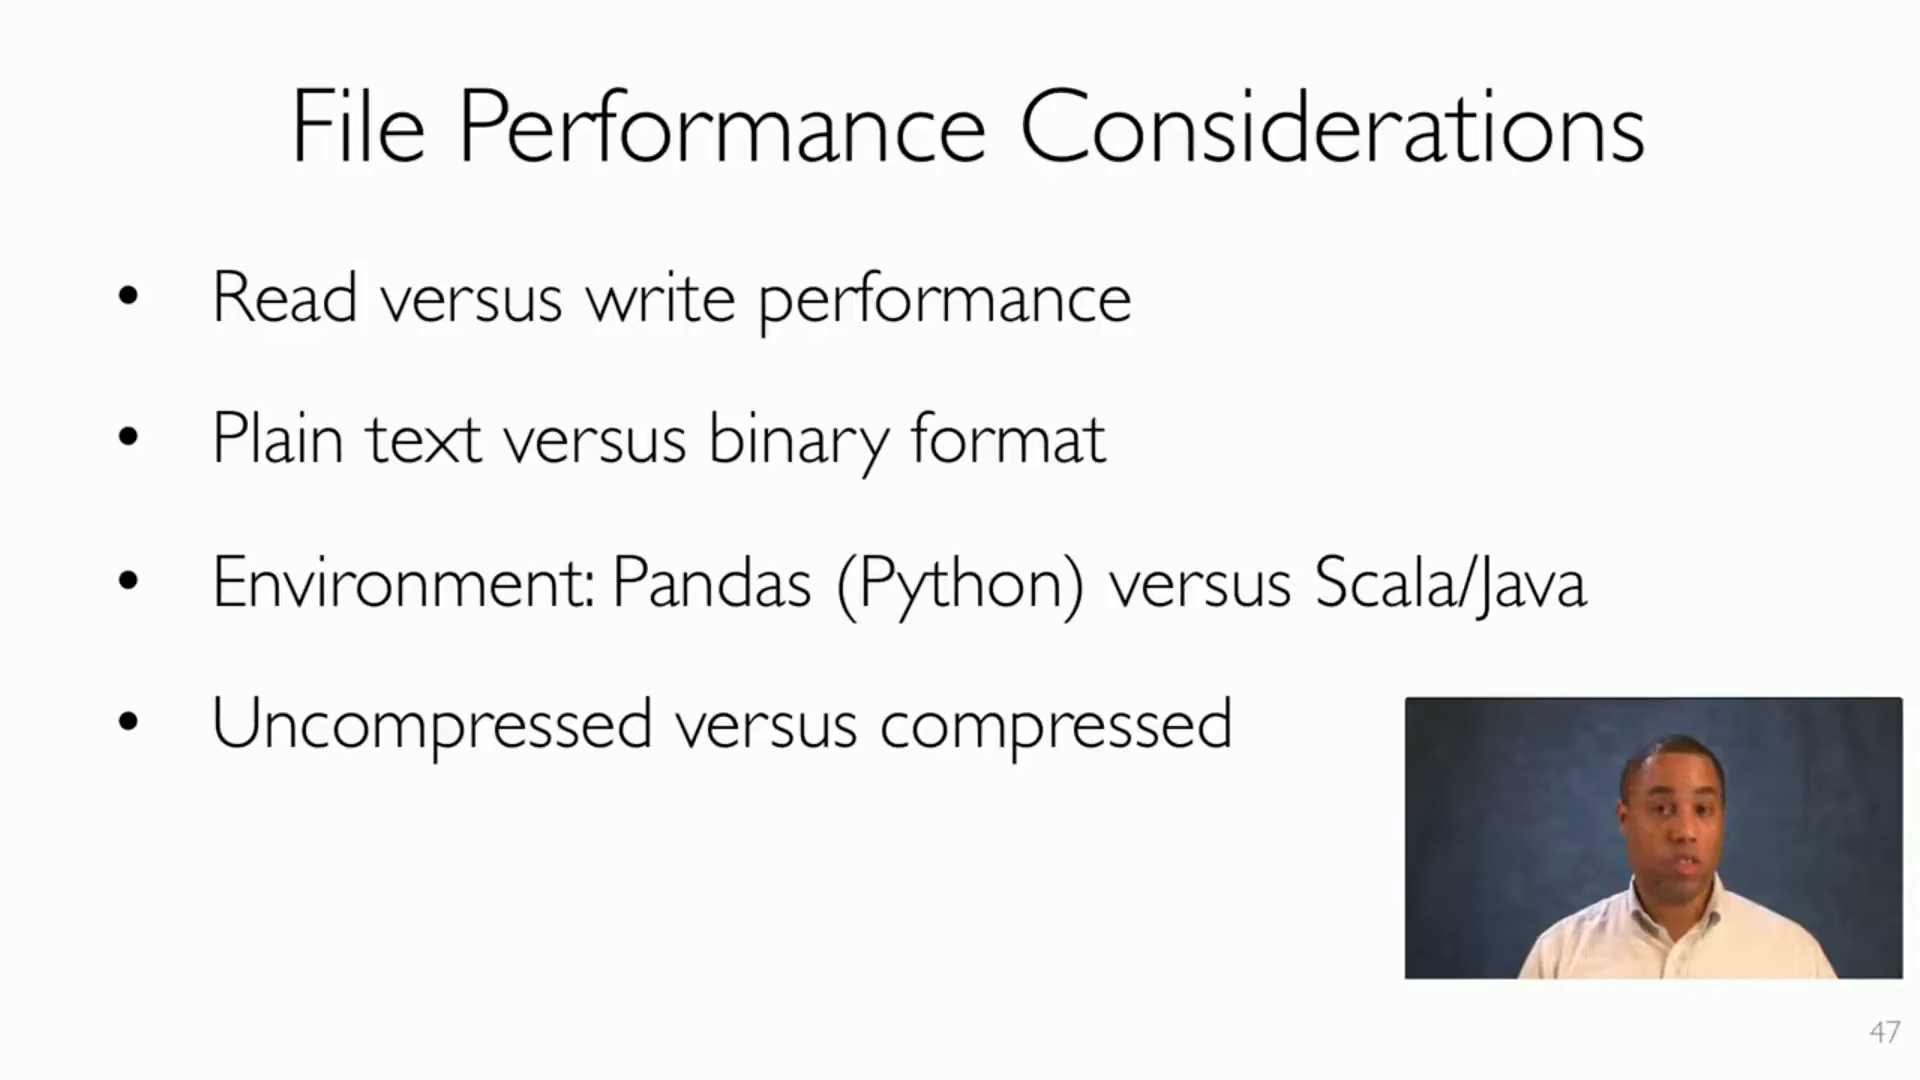 File Performance Considerations
• Read versus write performance
• Plain text versus binary format
• Environment: Pandas (Python) versus Scala/Java
• Uncompressed versus compressed
47